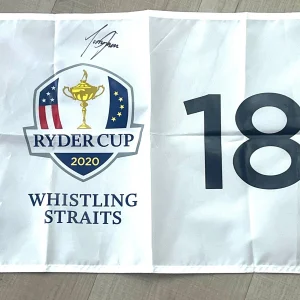 RYDER CUP
2020
WHISTLING
STRAITS
18